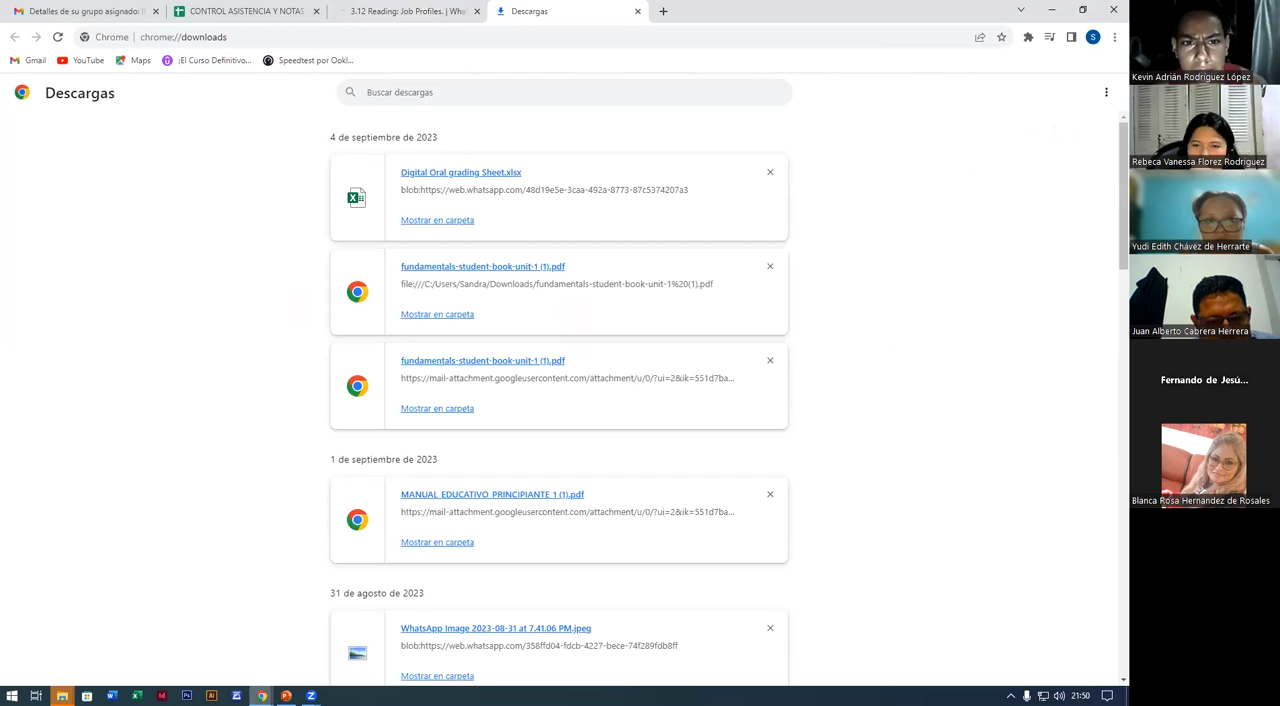 Detalles de su grupo asignado: I
CONTROL ASISTENCIA Y NOTAS
3.12 Reading: Job Profiles. | Wha
Descargas
Chrome | chrome://downloads
S
Gmail
YouTube
Maps
¡El Curso Definitivo...
Speedtest por Ookl...
Descargas
Buscar descargas
4 de septiembre de 2023
Digital Oral grading Sheet.xlsx
blob:https://web.whatsapp.com/48d19e5e-3caa-492a-8773-87c5374207a3
Mostrar en carpeta
fundamentals-student-book-unit-1 (1).pdf
file:///C:/Users/Sandra/Downloads/fundamentals-student-book-unit-1%20(1).pdf
Mostrar en carpeta
fundamentals-student-book-unit-1 (1).pdf
https://mail-attachment.googleusercontent.com/attachment/u/0/?ui=2&ik=551d7ba...
Mostrar en carpeta
1 de septiembre de 2023
MANUAL EDUCATIVO PRINCIPIANTE 1 (1).pdf
https://mail-attachment.googleusercontent.com/attachment/u/0/?ui=2&ik=551d7ba...
Mostrar en carpeta
31 de agosto de 2023
WhatsApp Image 2023-08-31 at 7.41.06 PM.jpeg
blob:https://web.whatsapp.com/358ffd04-fdcb-4227-bece-74f289fdb8ff
Mostrar en carpeta
21:50
Kevin Adrián Rodríguez López
Rebeca Vanessa Florez Rodriguez
Yudi Edith Chávez de Herrarte
Juan Alberto Cabrera Herrera
Fernando de Jesú...
Blanca Rosa Hernández de Rosales